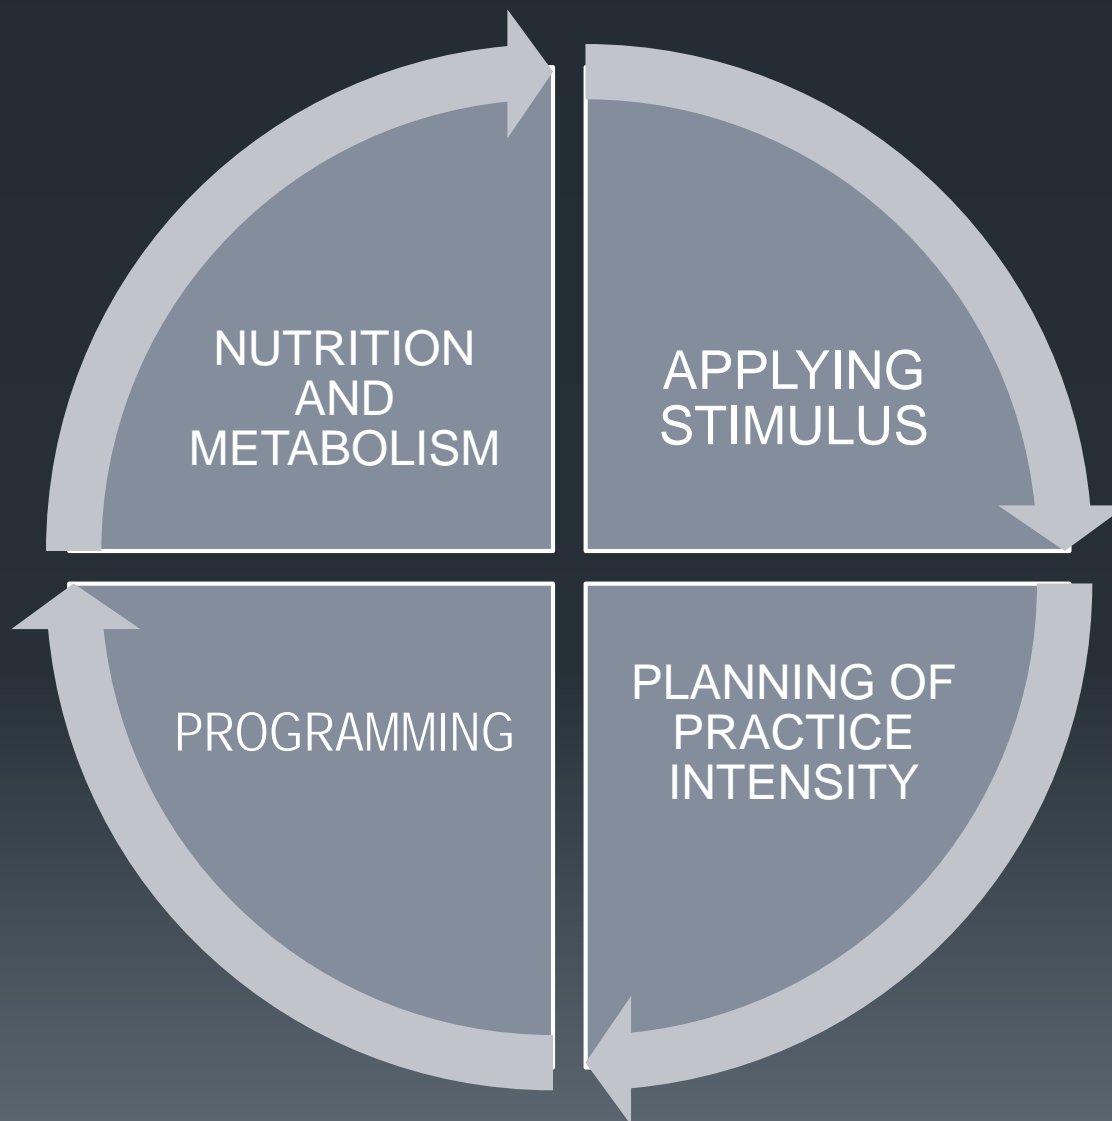 NUTRITION
AND
METABOLISM
APPLYING
STIMULUS
PROGRAMMING
PLANNING OF
PRACTICE
INTENSITY